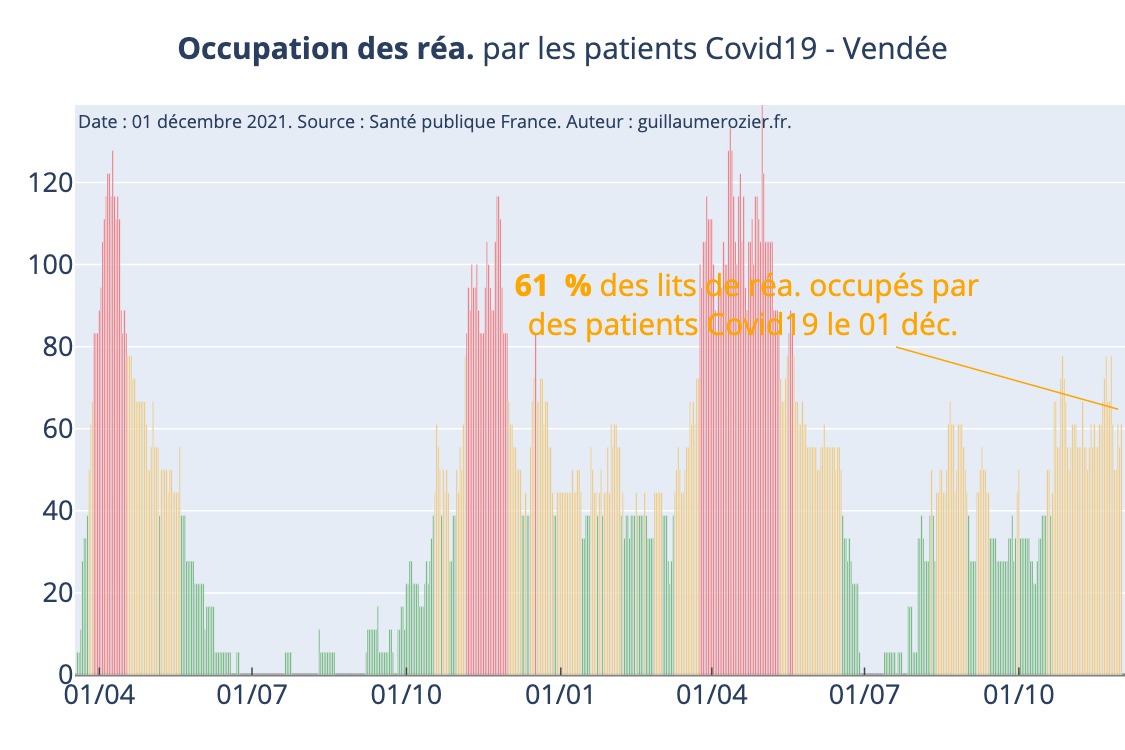 Occupation des réa. par les patients Covid19 - Vendée
Date : 01 décembre 2021. Source : Santé publique France. Auteur : guillaumerozier.fr.
120
100
61  % des lits de réa. occupés par
des patients Covid19 le 01 déc.
80
60
40
20
0
01/04 01/07 01/10 01/01 01/04 01/07 01/10